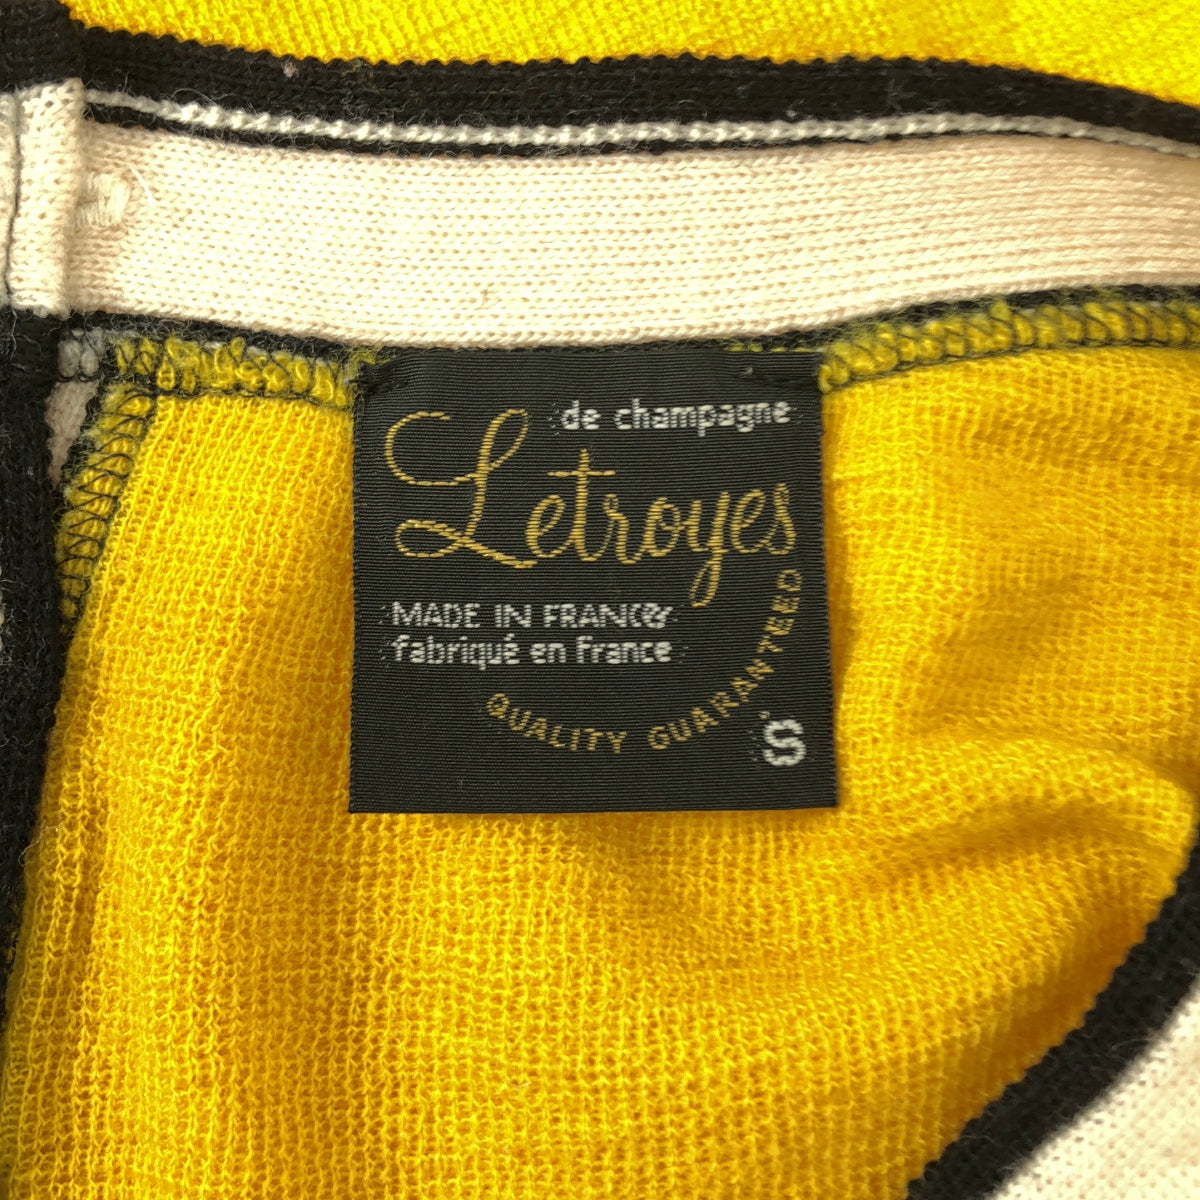 de champagne
Letroyes
MADE IN FRANCE
fabriqué en France
QUALITY GUARANTEED
S